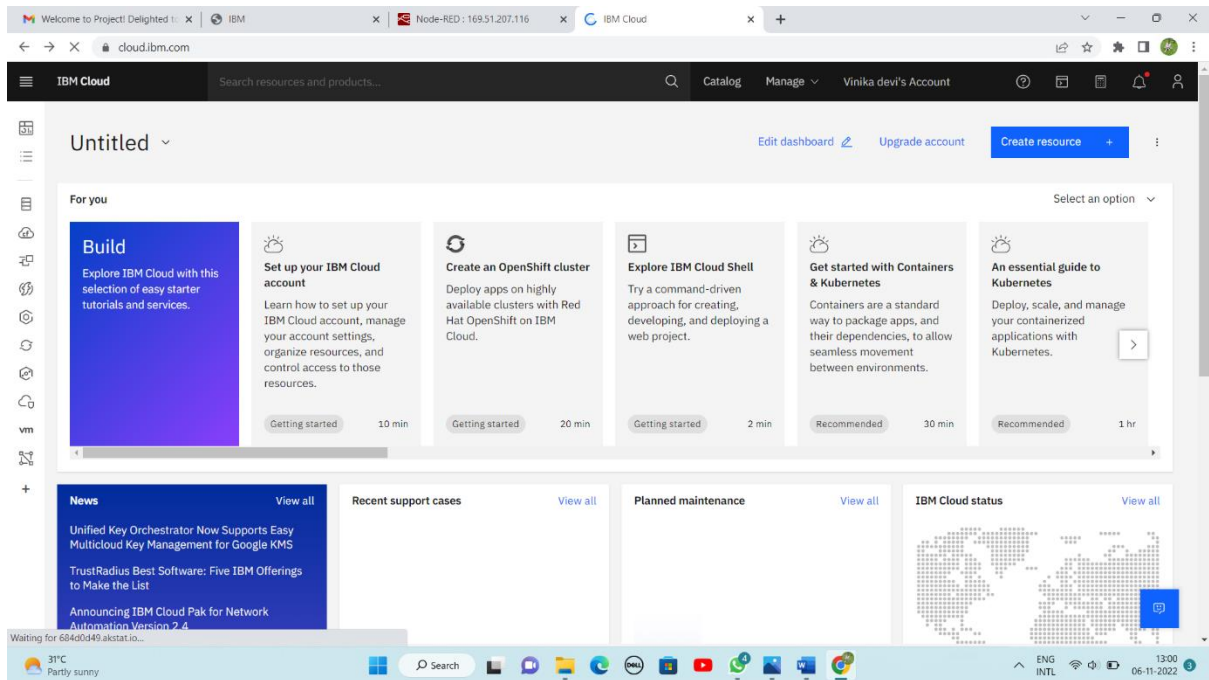 Welcome to Project! Delighted to
IBM
Node-RED : 169.51.207.116
IBM Cloud
cloud.ibm.com
IBM Cloud
Search resources and products...
Catalog
Manage
Vinika devi's Account
Untitled
Edit dashboard
Upgrade account
Create resource +
For you
Select an option
Build
Explore IBM Cloud with this
selection of easy starter
tutorials and services.
Set up your IBM Cloud
account
Learn how to set up your
IBM Cloud account, manage
your account settings,
organize resources, and
control access to those
resources.
Getting started 10 min
Create an OpenShift cluster
Deploy apps on highly
available clusters with Red
Hat OpenShift on IBM
Cloud.
Getting started 20 min
Explore IBM Cloud Shell
Try a command-driven
approach for creating,
developing, and deploying a
web project.
Getting started 2 min
Get started with Containers
& Kubernetes
Containers are a standard
way to package apps, and
their dependencies, to allow
seamless movement
between environments.
Recommended 30 min
An essential guide to
Kubernetes
Deploy, scale, and manage
your containerized
applications with
Kubernetes.
Recommended 1 hr
vm
News View all
Unified Key Orchestrator Now Supports Easy
Multicloud Key Management for Google KMS
TrustRadius Best Software: Five IBM Offerings
to Make the List
Announcing IBM Cloud Pak for Network
Automation Version 2.4
Recent support cases View all
Planned maintenance View all
IBM Cloud status View all
Waiting for 684d0d49.akstat.io...
31°C
Partly sunny
Search
DELL
4
ENG
INTL
13:00
06-11-2022
3